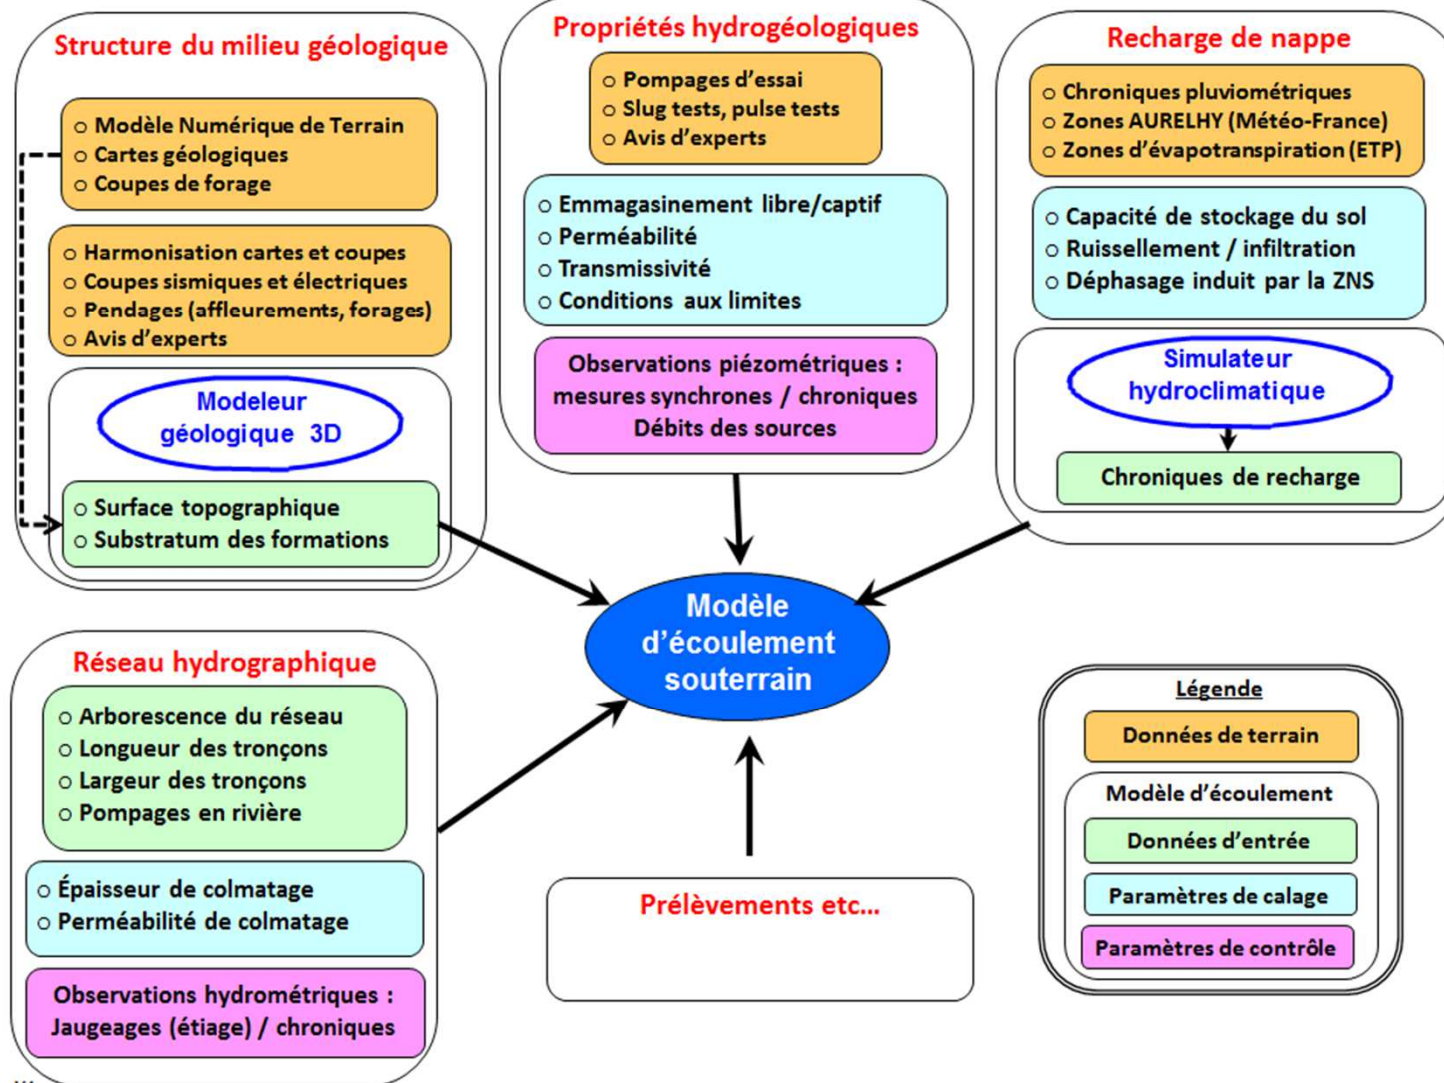 Structure du milieu géologique
○ Modèle Numérique de Terrain
○ Cartes géologiques
○ Coupes de forage
○ Harmonisation cartes et coupes
○ Coupes sismiques et électriques
○ Pendages (affleurements, forages)
○ Avis d'experts
Modeleur
géologique 3D
○ Surface topographique
○ Substratum des formations
Propriétés hydrogéologiques
○ Pompages d'essai
○ Slug tests, pulse tests
○ Avis d'experts
○ Emmagasinement libre/captif
○ Perméabilité
○ Transmissivité
○ Conditions aux limites
Observations piézométriques :
mesures synchrones / chroniques
Débits des sources
Recharge de nappe
○ Chroniques pluviométriques
○ Zones AURELHY (Météo-France)
○ Zones d'évapotranspiration (ETP)
○ Capacité de stockage du sol
○ Ruissellement / infiltration
○ Déphasage induit par la ZNS
Simulateur
hydroclimatique
Chroniques de recharge
Modèle
d'écoulement
souterrain
Réseau hydrographique
○ Arborescence du réseau
○ Longueur des tronçons
○ Largeur des tronçons
○ Pompages en rivière
○ Épaisseur de colmatage
○ Perméabilité de colmatage
Observations hydrométriques :
Jaugeages (étiage) / chroniques
Prélèvements etc...
Légende
Données de terrain
Modèle d'écoulement
Données d'entrée
Paramètres de calage
Paramètres de contrôle